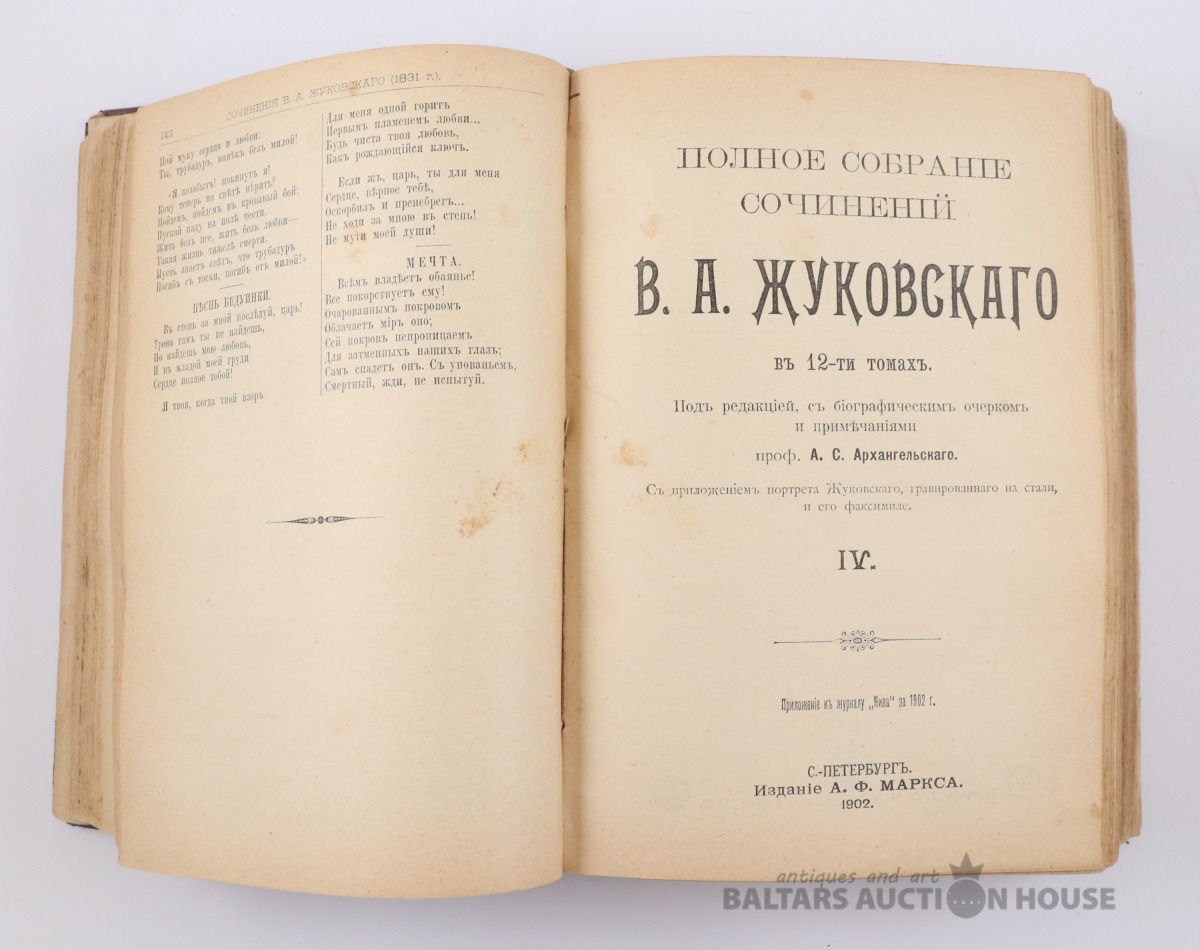 142
СОЧИНЕНІЯ В. А. ЖУКОВСКАГО (1831 г.).
Пой муку сердца и любви:
Ты, трубадуръ, навѣкъ бель милой!
«Я позабытъ! покинутъ я!
Кому теперь на свѣтѣ вѣрить?
Пойдемъ, пойдемъ въ кровавый бой;
Пускай паду на полѣ чести.
Жить бель нее, жить бель любви—
Такая жизнь тяжелѣ смерти.
Пусть знаетъ свѣтъ, что трубадуръ
Погибъ съ тоски, погибъ отъ милой!»
ПѢСНЬ БЕДУИНКИ.
Въ степь за мной послѣдуй, царь!
Трона тамъ ты не найдешь,
Но найдешь мою любовь,
И въ младой моей груди
Сердце полное тобой!
Я твоя, когда твой взоръ
Для меня одной горитъ
Первымъ пламенемъ любви...
Будь чиста твоя любовь,
Какъ рождающійся ключъ.
Если жъ, царь, ты для меня
Сердце, вѣрное тебѣ,
Оскорбилъ и пренебрегъ...
Не ходи за мною въ степь!
Не мути моей души!
МЕЧТА.
Всѣмъ владѣетъ обаянье!
Все покорствуетъ ему!
Очарованнымъ покровомъ
Облачаетъ міръ оно;
Сей покровъ непроницаемъ
Для затменныхъ нашихъ глазъ;
Самъ спадетъ онъ. Съ упованьемъ,
Смертный, жди, не испытуй.
ПОЛНОЕ СОБРАНІЕ
СОЧИНЕНІЙ
В. А. ЖУКОВСКАГО
въ 12-ти томахъ.
Подъ редакціей, съ біографическимъ очеркомъ
и примѣчаніями
проф. А. С. Архангельскаго.
Съ приложеніемъ портрета Жуковскаго, гравированнаго на стали,
и его факсимиле.
IV.
Приложеніе къ журналу „Нива" за 1902 г.
С.-ПЕТЕРБУРГЪ.
Изданіе А. Ф. МАРКСА.
1902.
antiques and art
BALTARS AUCTION HOUSE